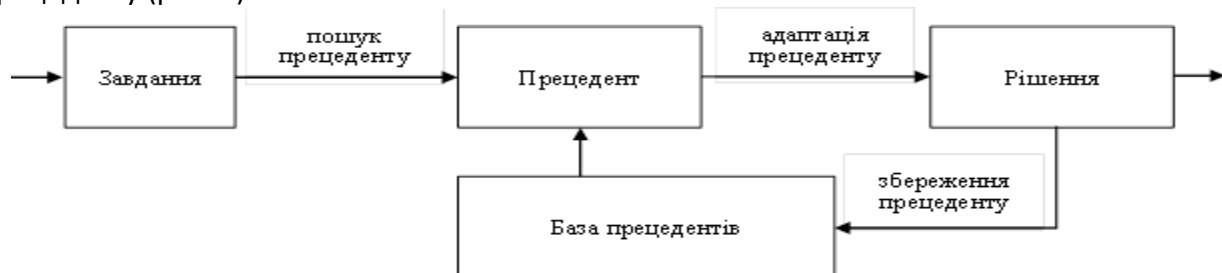 пошук
прецеденту
адаптація
прецеденту
Завдання
Прецедент
Рішення
збереження
прецеденту
База прецедентів